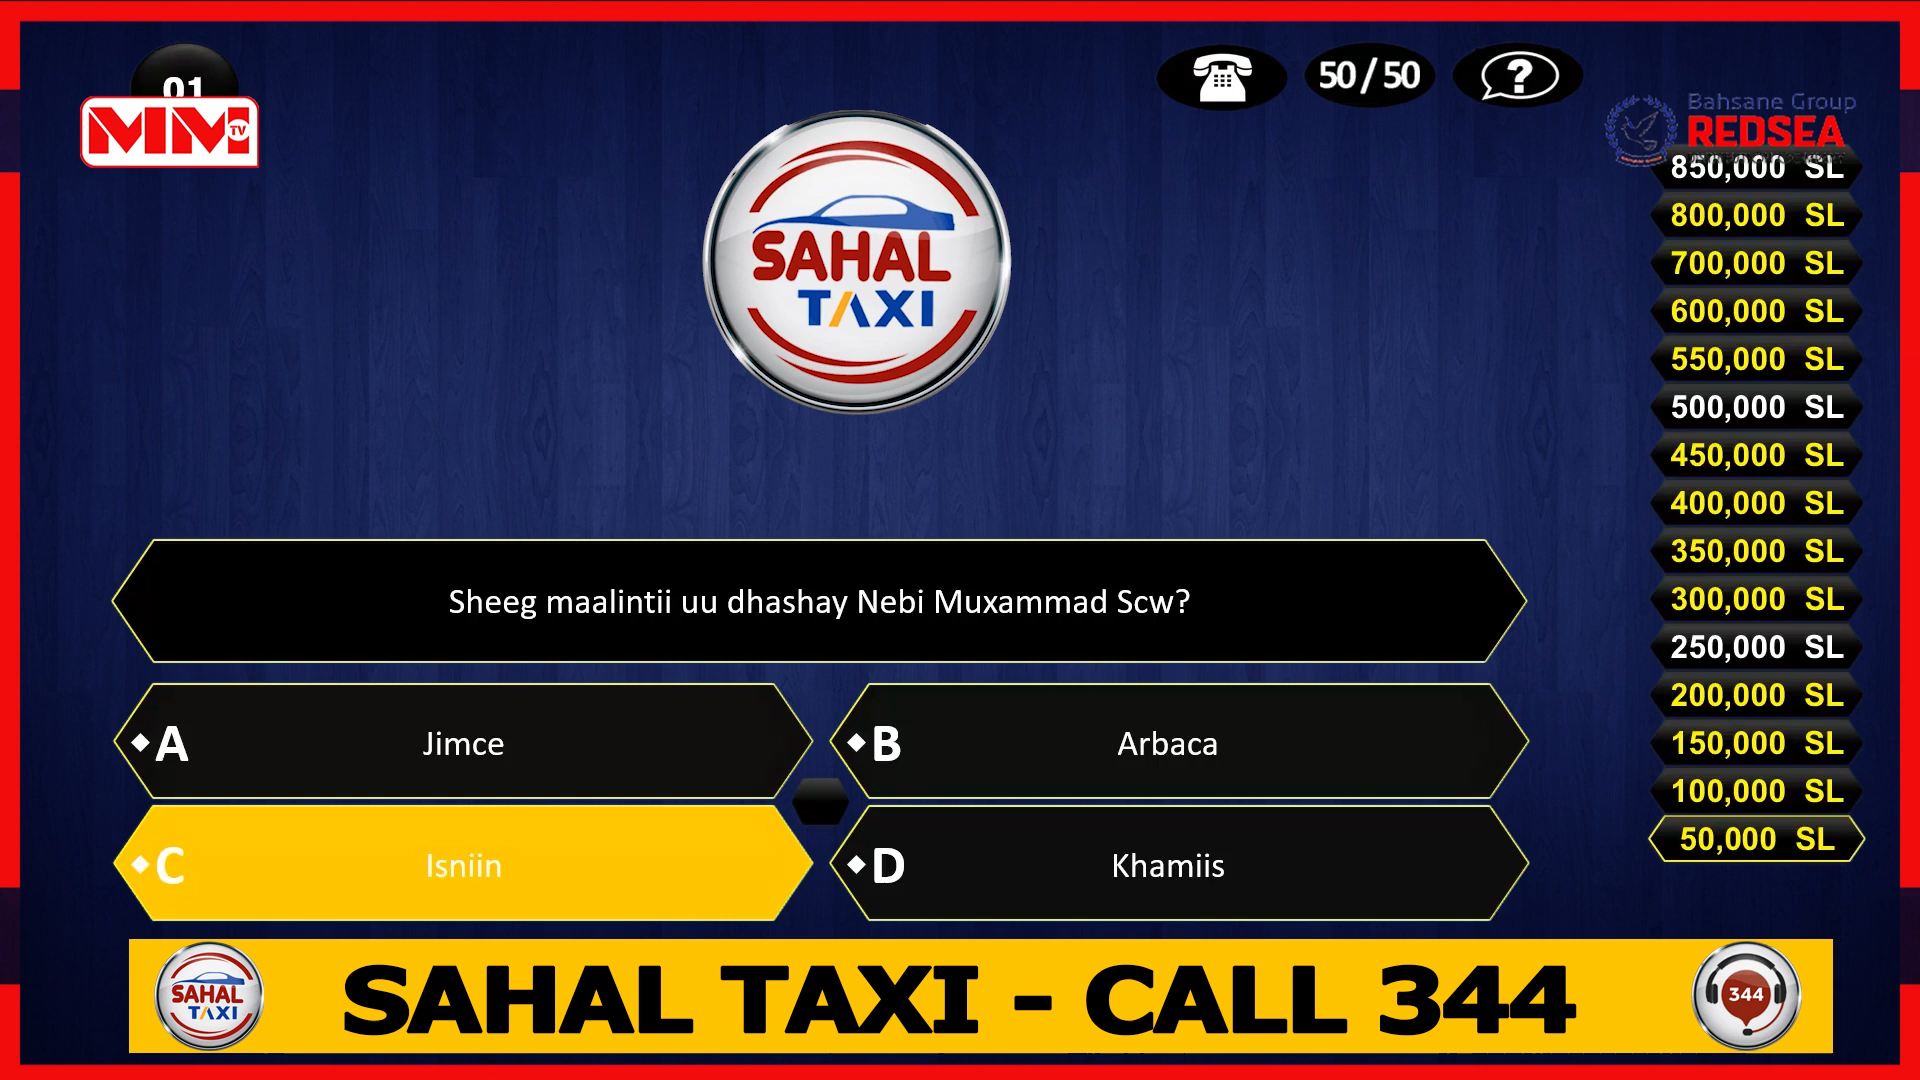 01
MM TV
50/50
?
Bahsane Group
REDSEA
SAHAL
TAXI
850,000 SL
800,000 SL
700,000 SL
600,000 SL
550,000 SL
500,000 SL
450,000 SL
400,000 SL
350,000 SL
300,000 SL
250,000 SL
200,000 SL
150,000 SL
100,000 SL
50,000 SL
Sheeg maalintii uu dhashay Nebi Muxammad Scw?
A Jimce
B Arbaca
C Isniin
D Khamiis
SAHAL
TAXI
SAHAL TAXI - CALL 344
344